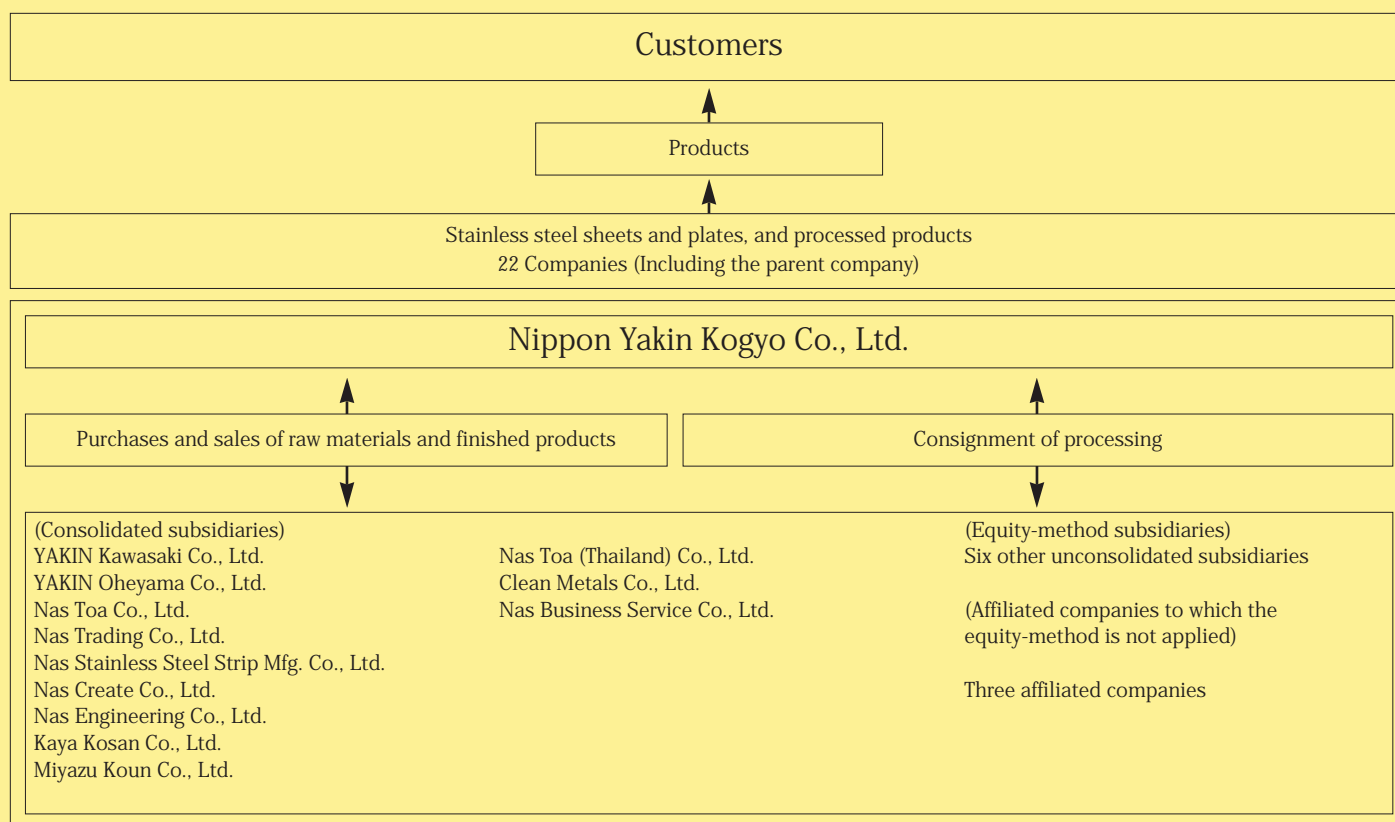 Customers
Products
Stainless steel sheets and plates, and processed products
22 Companies (Including the parent company)
Nippon Yakin Kogyo Co., Ltd.
Purchases and sales of raw materials and finished products
Consignment of processing
(Consolidated subsidiaries)
YAKIN Kawasaki Co., Ltd.
YAKIN Oheyama Co., Ltd.
Nas Toa Co., Ltd.
Nas Trading Co., Ltd.
Nas Stainless Steel Strip Mfg. Co., Ltd.
Nas Create Co., Ltd.
Nas Engineering Co., Ltd.
Kaya Kosan Co., Ltd.
Miyazu Koun Co., Ltd.
Nas Toa (Thailand) Co., Ltd.
Clean Metals Co., Ltd.
Nas Business Service Co., Ltd.
(Equity-method subsidiaries)
Six other unconsolidated subsidiaries
(Affiliated companies to which the
equity-method is not applied)
Three affiliated companies